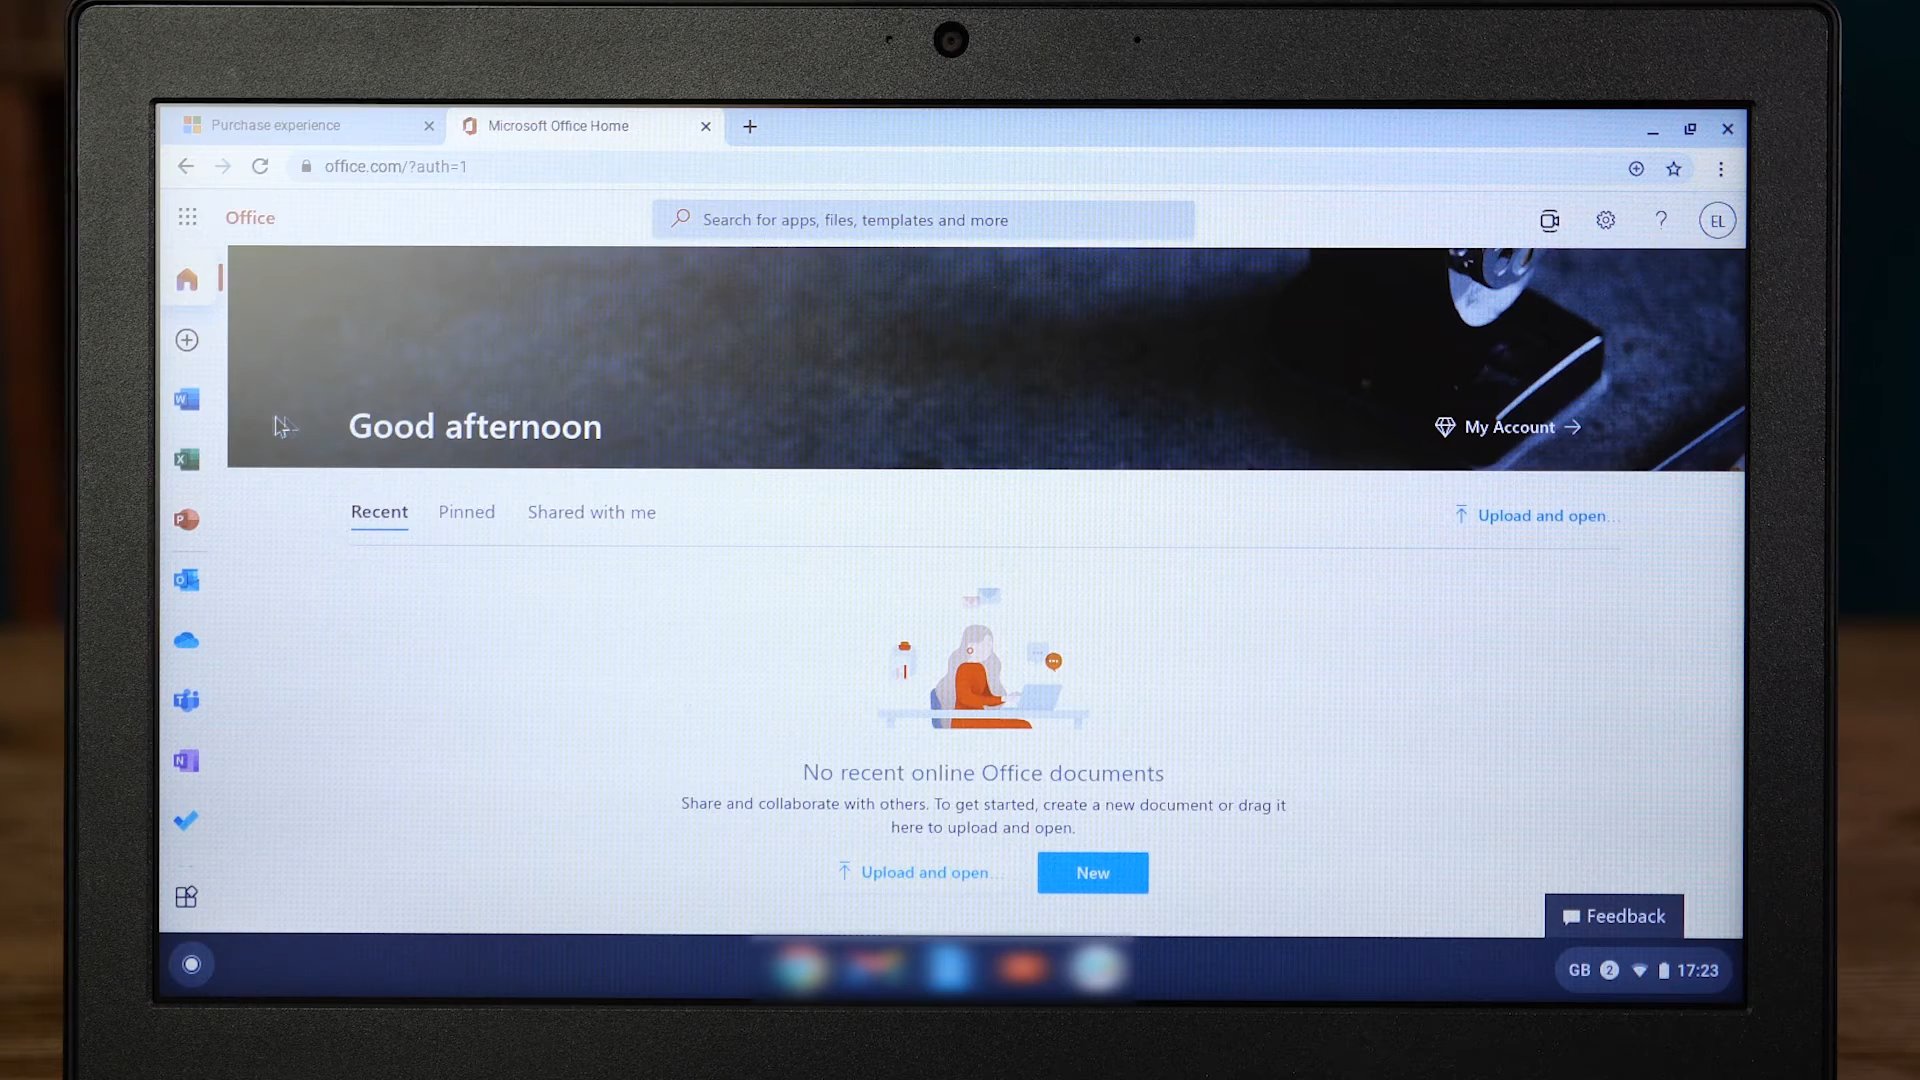 Purchase experience
Microsoft Office Home
office.com/?auth=1
Office
Search for apps, files, templates and more
?
EL
Good afternoon
My Account
Recent
Pinned
Shared with me
Upload and open...
No recent online Office documents
Share and collaborate with others. To get started, create a new document or drag it
here to upload and open.
Upload and open...
New
Feedback
GB 2 17:23
W
X
P
O
T
N